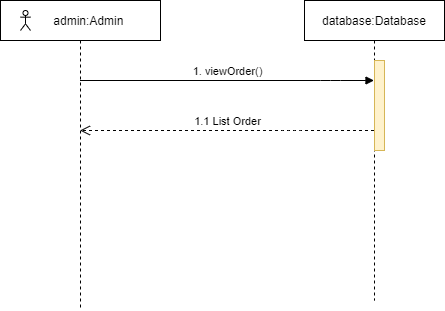 admin:Admin
database:Database
1. viewOrder()
1.1 List Order